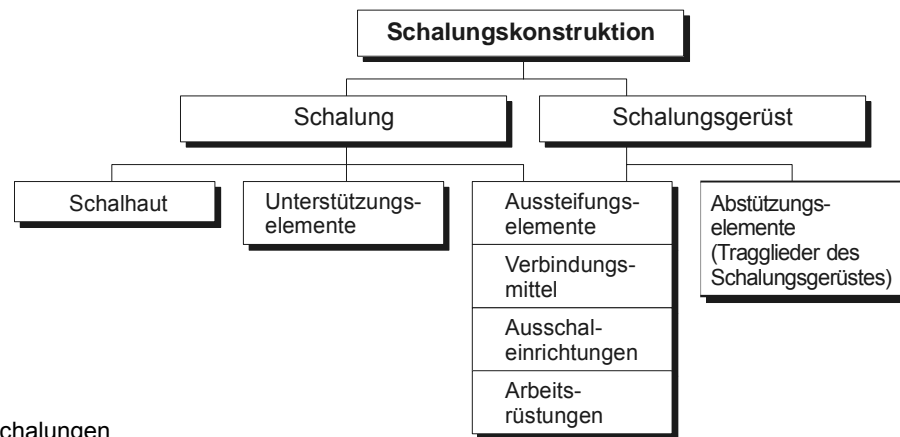 Schalungskonstruktion
Schalung
Schalungsgerüst
Schalhaut
Unterstützungs-
elemente
Aussteifungs-
elemente
Verbindungs-
mittel
Ausschal-
einrichtungen
Arbeits-
rüstungen
Abstützungs-
elemente
(Tragglieder des
Schalungsgerüstes)
chalungen